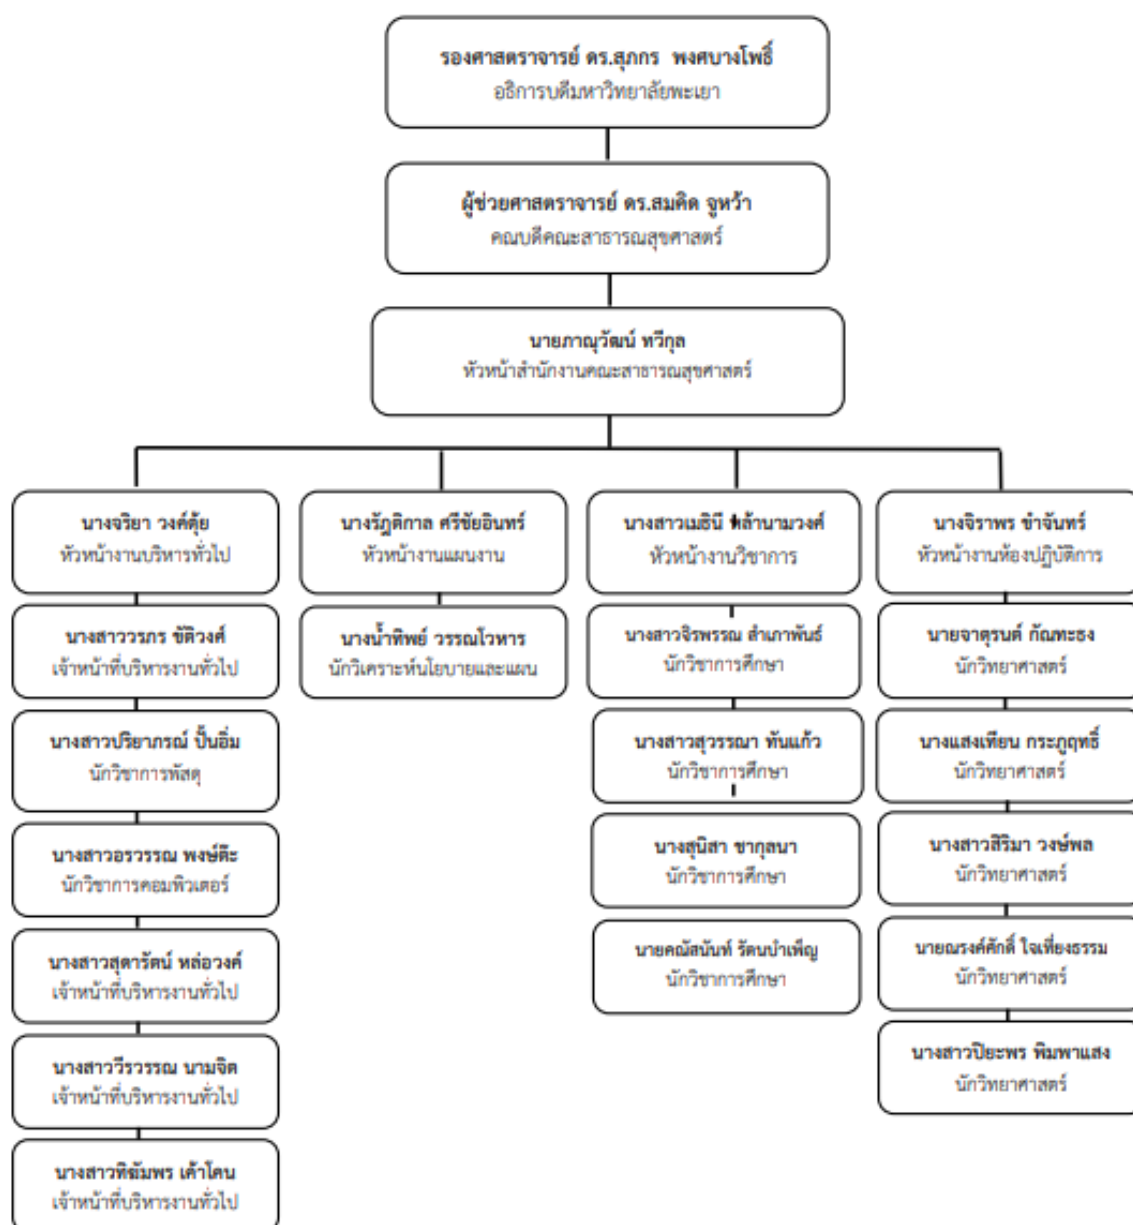 รองศาสตราจารย์ ดร.สุภกร พงศบางโพธิ์
อธิการบดีมหาวิทยาลัยพะเยา
ผู้ช่วยศาสตราจารย์ ดร.สมคิด จูหว้า
คณบดีคณะสาธารณสุขศาสตร์
นายภาณุวัฒน์ ทวีกุล
หัวหน้าสำนักงานคณะสาธารณสุขศาสตร์
นางจริยา วงค์ตุ้ย
หัวหน้างานบริหารทั่วไป
นางสาววรภร ขัติวงศ์
เจ้าหน้าที่บริหารงานทั่วไป
นางสาวปริยาภรณ์ ปั้นอิ่ม
นักวิชาการพัสดุ
นางสาวอรวรรณ พงษ์ต๊ะ
นักวิชาการคอมพิวเตอร์
นางสาวสุดารัตน์ หล่อวงค์
เจ้าหน้าที่บริหารงานทั่วไป
นางสาววีรวรรณ นามจิต
เจ้าหน้าที่บริหารงานทั่วไป
นางสาวทิฆัมพร เค้าโคน
เจ้าหน้าที่บริหารงานทั่วไป
นางรัฎติกาล ศรีชัยอินทร์
หัวหน้างานแผนงาน
นางน้ำทิพย์ วรรณโวหาร
นักวิเคราะห์นโยบายและแผน
นางสาวเมธินี หล้านามวงศ์
หัวหน้างานวิชาการ
นางสาวจิรพรรณ สำเภาพันธ์
นักวิชาการศึกษา
นางสาวสุวรรณา ทันแก้ว
นักวิชาการศึกษา
นางสุนิสา ชากุลนา
นักวิชาการศึกษา
นายคณัสนันท์ รัตนบำเพ็ญ
นักวิชาการศึกษา
นางจิราพร ขำจันทร์
หัวหน้างานห้องปฏิบัติการ
นายจาตุรนต์ กัณทะธง
นักวิทยาศาสตร์
นางแสงเทียน กระภูฤทธิ์
นักวิทยาศาสตร์
นางสาวสิริมา วงษ์พล
นักวิทยาศาสตร์
นายณรงค์ศักดิ์ ใจเที่ยงธรรม
นักวิทยาศาสตร์
นางสาวปิยะพร พิมพาแสง
นักวิทยาศาสตร์